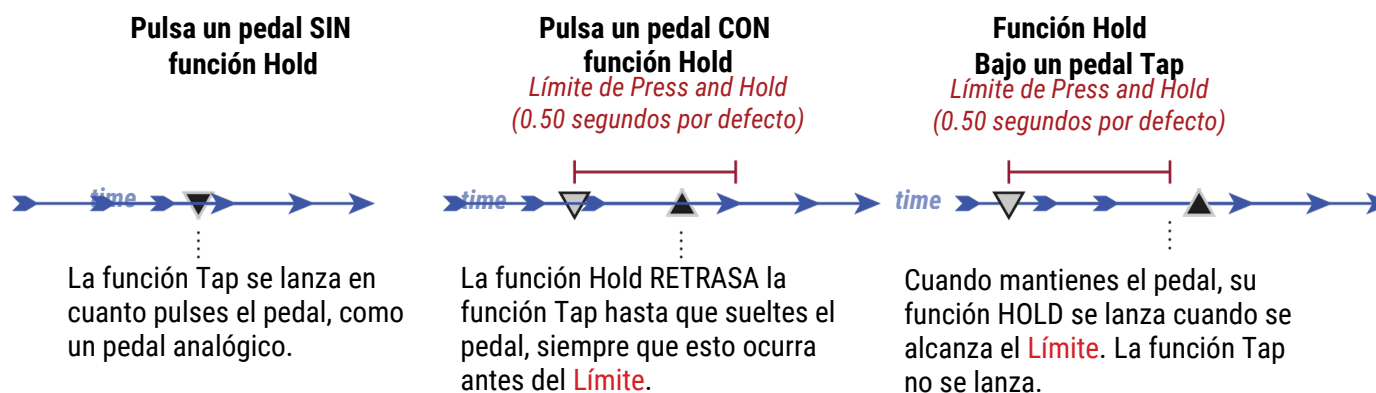 Pulsa un pedal SIN
función Hold
time
La función Tap se lanza en
cuanto pulses el pedal, como
un pedal analógico.
Pulsa un pedal CON
función Hold
Límite de Press and Hold
(0.50 segundos por defecto)
time
La función Hold RETRASA la
función Tap hasta que sueltes el
pedal, siempre que esto ocurra
antes del Límite.
Función Hold
Bajo un pedal Tap
Límite de Press and Hold
(0.50 segundos por defecto)
time
Cuando mantienes el pedal, su
función HOLD se lanza cuando se
alcanza el Límite. La función Tap
no se lanza.